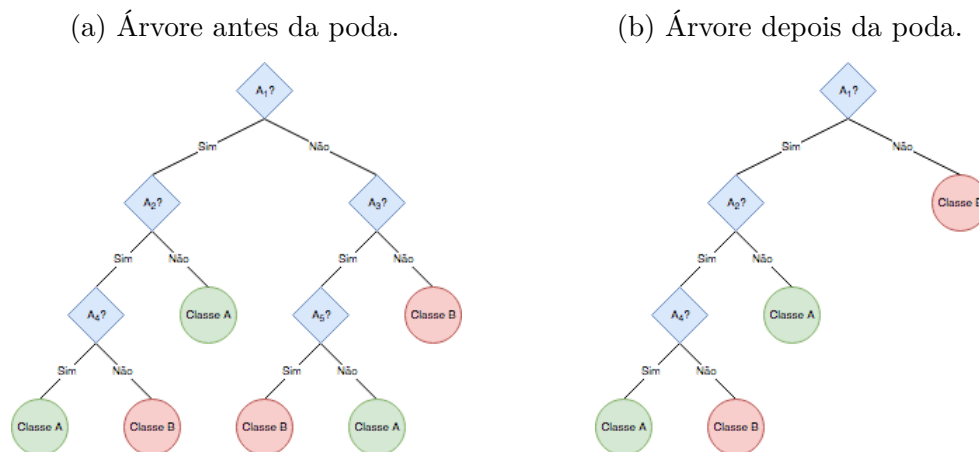 (a) Árvore antes da poda.
(b) Árvore depois da poda.
A₁?
A₁?
Sim
Não
Sim
Não
A₂?
A₃?
A₂?
Classe B
Sim
Não
Sim
Não
Sim
Não
A₄?
Classe A
A₅?
Classe B
A₄?
Classe A
Sim
Não
Sim
Não
Sim
Não
Classe A
Classe B
Classe B
Classe A
Classe A
Classe B